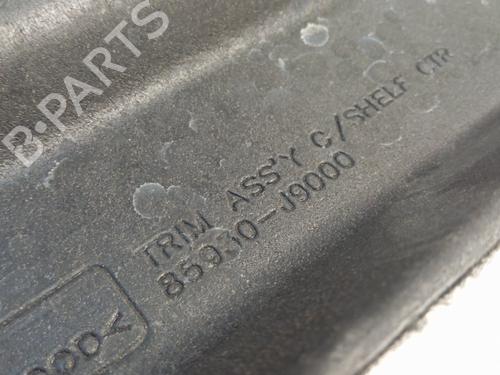 B-PARTS
TRIM ASS'Y C/SHELF CTR
85930-J9000